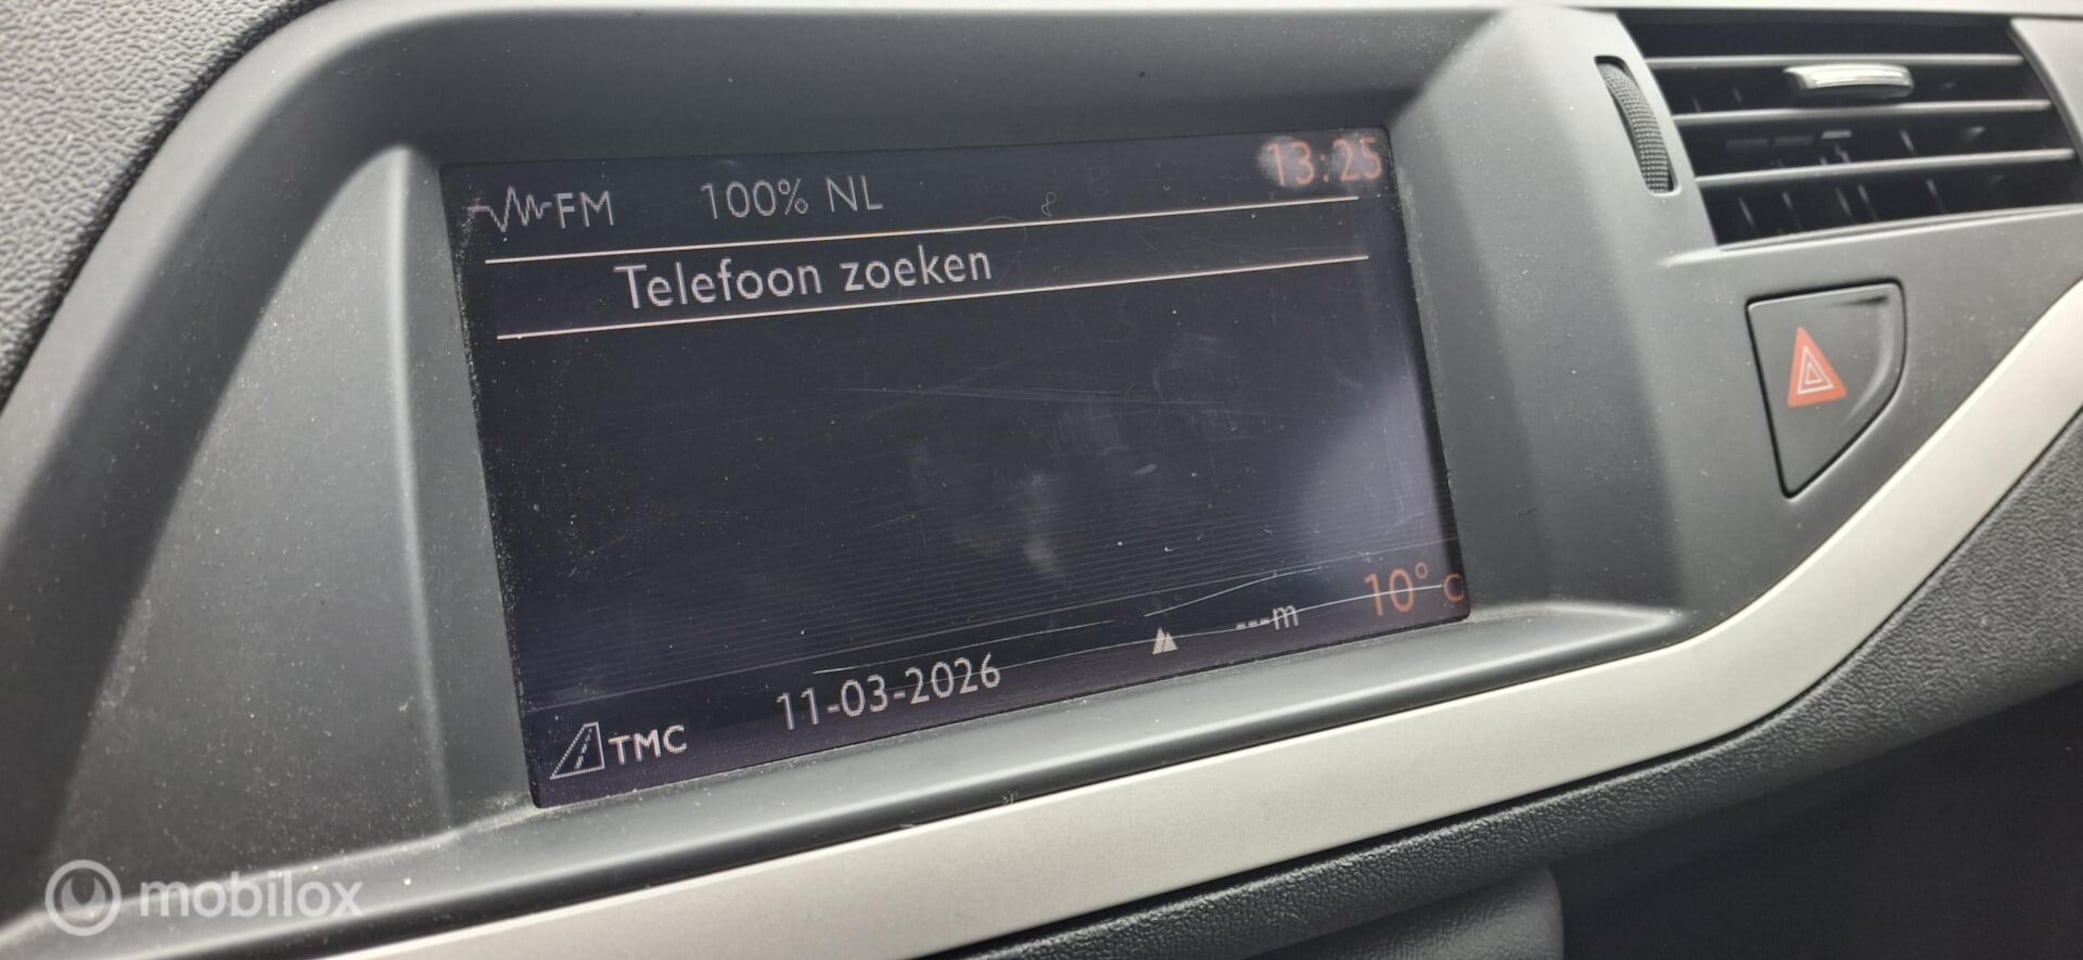 FM 100% NL 13:25
Telefoon zoeken
---m 10° C
TMC 11-03-2026
mobilox